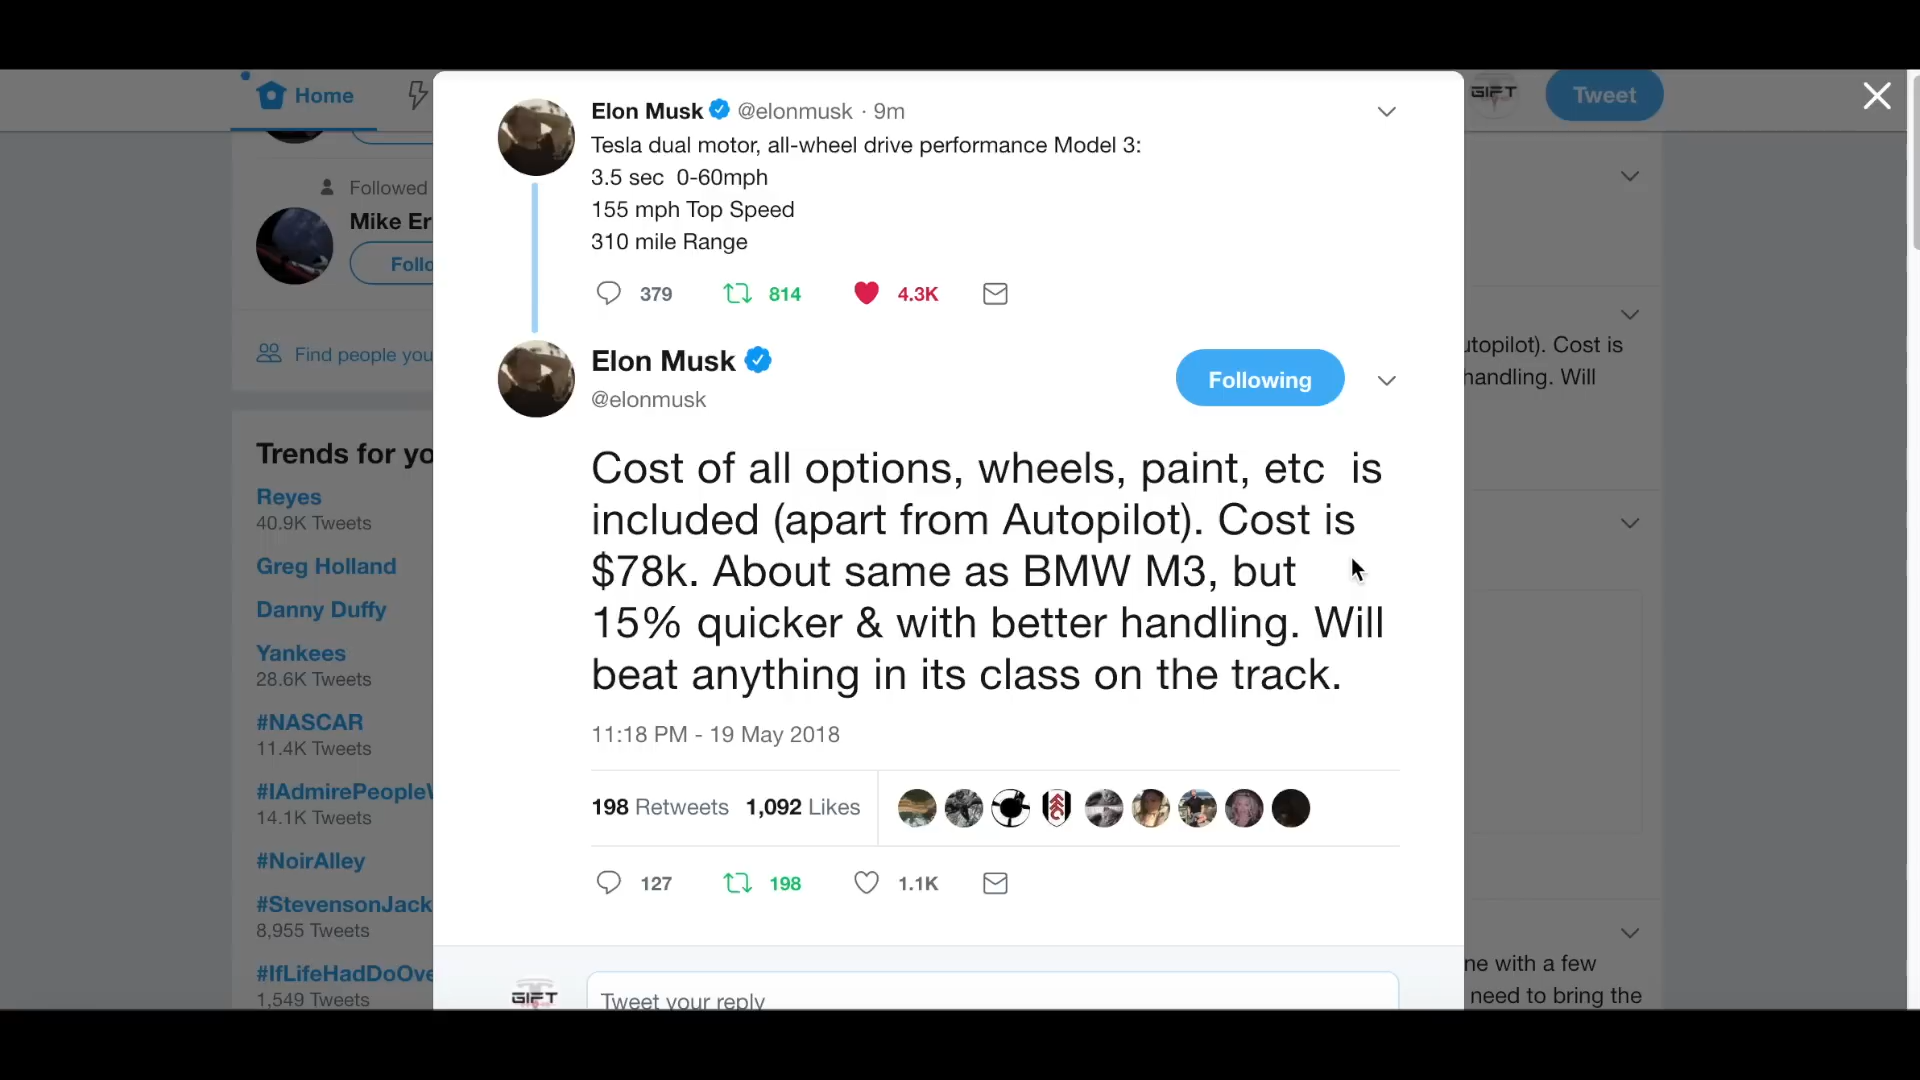 Home
GIFT
Tweet
Followed
Mike Er
Follo
Find people you
Trends for yo
Reyes
40.9K Tweets
Greg Holland
Danny Duffy
Yankees
28.6K Tweets
#NASCAR
11.4K Tweets
#IAdmirePeopleW
14.1K Tweets
#NoirAlley
#StevensonJack
8,955 Tweets
#IfLifeHadDoOve
1,549 Tweets
Elon Musk @elonmusk · 9m
Tesla dual motor, all-wheel drive performance Model 3:
3.5 sec 0-60mph
155 mph Top Speed
310 mile Range
379 814 4.3K
Elon Musk
@elonmusk
Following
Cost of all options, wheels, paint, etc is
included (apart from Autopilot). Cost is
$78k. About same as BMW M3, but
15% quicker & with better handling. Will
beat anything in its class on the track.
11:18 PM - 19 May 2018
198 Retweets 1,092 Likes
127 198 1.1K
GIFT
Tweet your reply
utopilot). Cost is
handling. Will
ne with a few
need to bring the